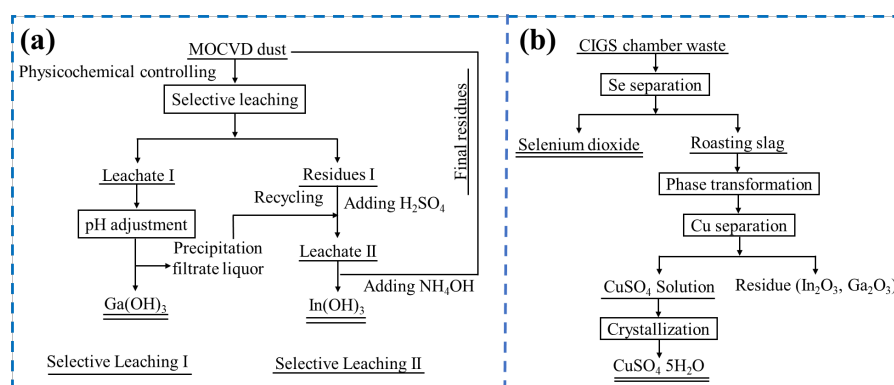 (a)
MOCVD dust
Physicochemical controlling
Selective leaching
Leachate I
Residues I
Recycling
Adding H₂SO₄
pH adjustment
Precipitation
filtrate liquor
Leachate II
Adding NH₄OH
Ga(OH)₃
In(OH)₃
Final residues
Selective Leaching I
Selective Leaching II
(b)
CIGS chamber waste
Se separation
Selenium dioxide
Roasting slag
Phase transformation
Cu separation
CuSO₄ Solution
Residue (In₂O₃, Ga₂O₃)
Crystallization
CuSO₄ 5H₂O